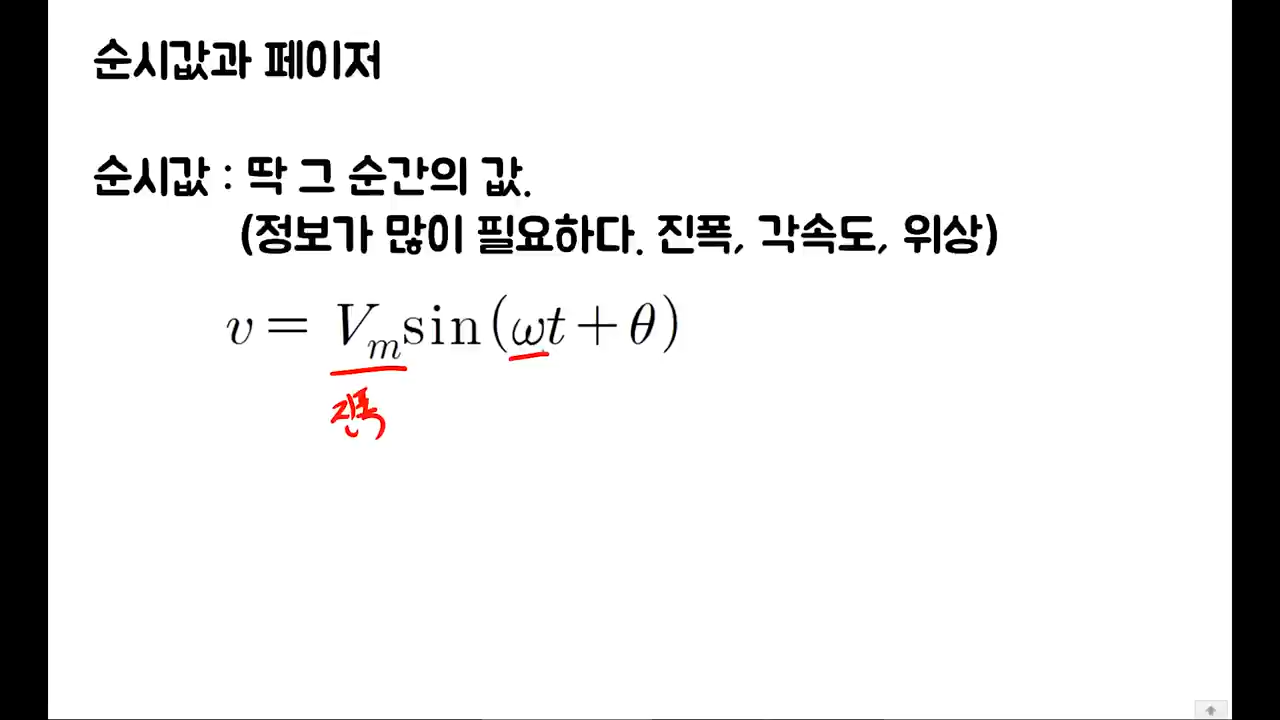 순시값과 페이저
순시값 : 딱 그 순간의 값.
(정보가 많이 필요하다. 진폭, 각속도, 위상)
v = V_m sin(ωt + θ)
진폭